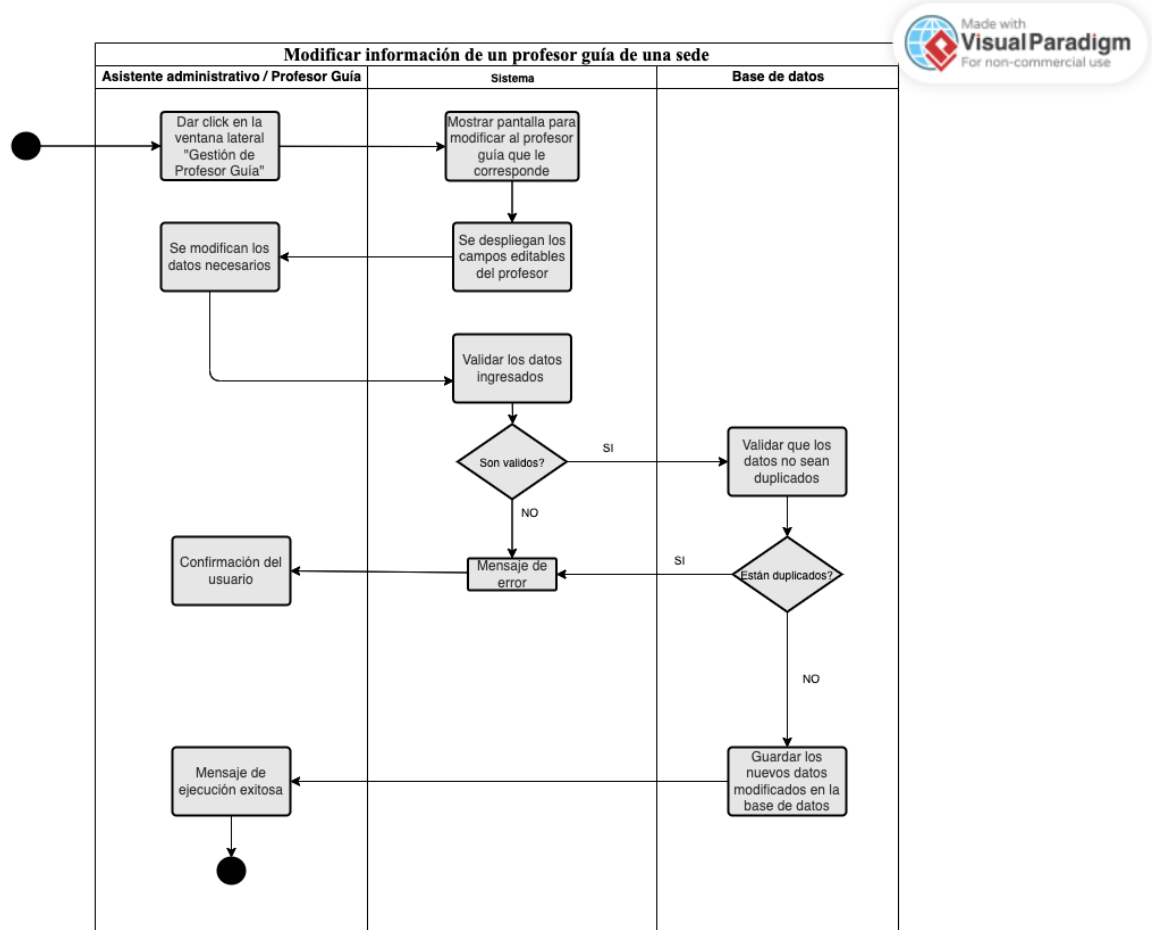 Made with
Visual Paradigm
For non-commercial use
Modificar información de un profesor guía de una sede
Asistente administrativo / Profesor Guía
Sistema
Base de datos
Dar click en la
ventana lateral
"Gestión de
Profesor Guía"
Mostrar pantalla para
modificar al profesor
guía que le
corresponde
Se modifican los
datos necesarios
Se despliegan los
campos editables
del profesor
Validar los datos
ingresados
Son validos?
SI
Validar que los
datos no sean
duplicados
NO
Confirmación del
usuario
Mensaje de
error
SI
Están duplicados?
NO
Mensaje de
ejecución exitosa
Guardar los
nuevos datos
modificados en la
base de datos